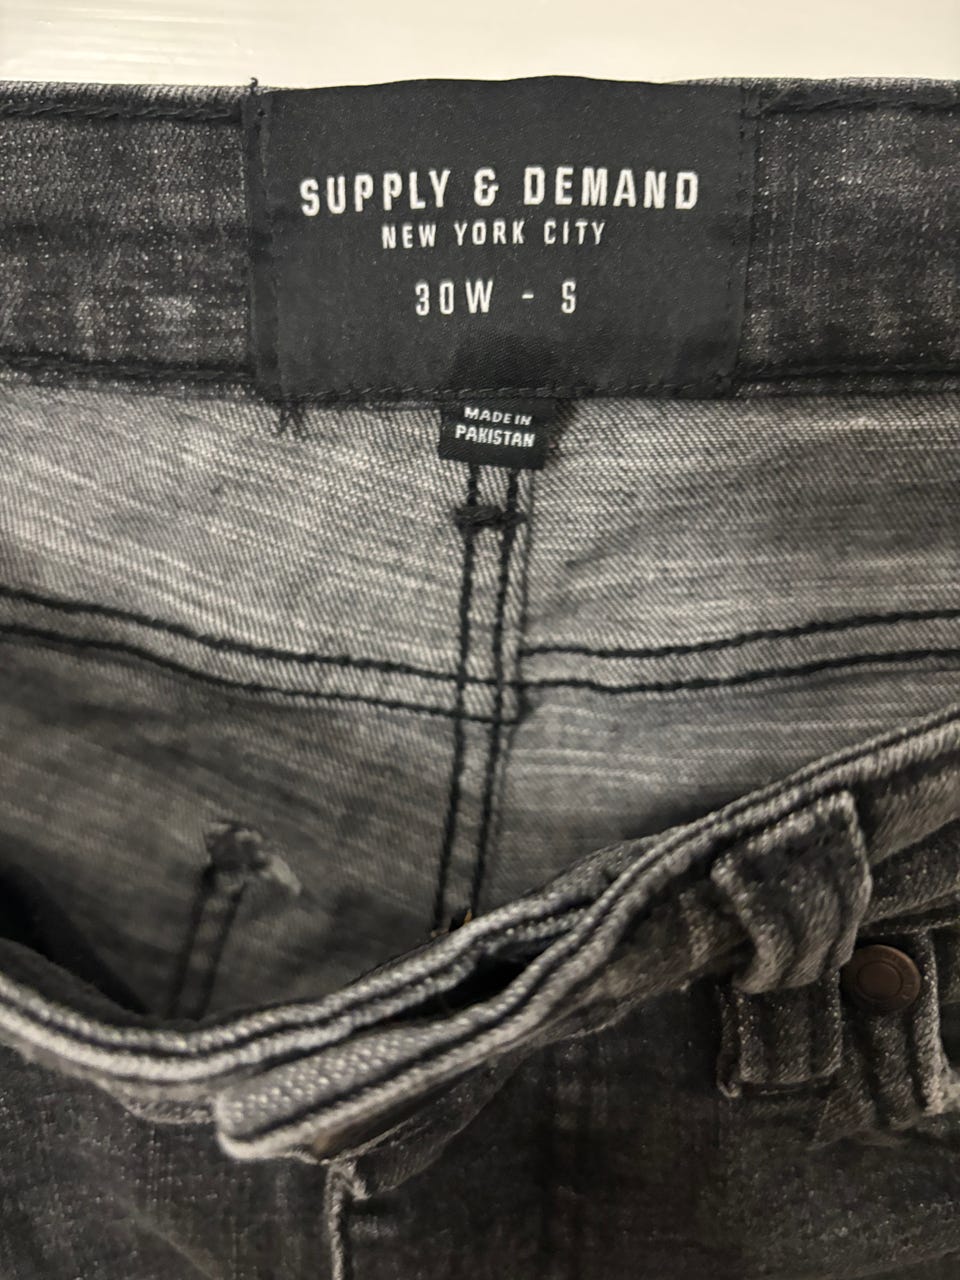 SUPPLY & DEMAND
NEW YORK CITY
30W - S
MADE IN
PAKISTAN